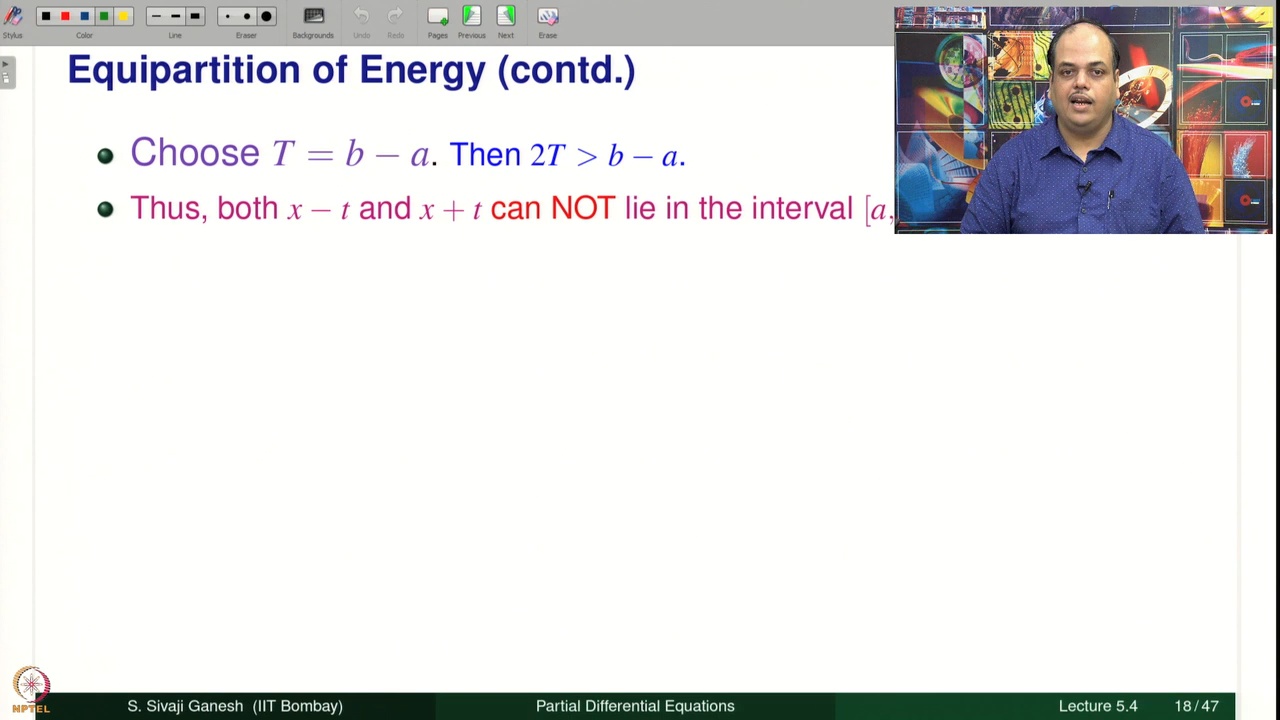 Stylus Color Line Eraser Backgrounds Undo Redo Pages Previous Next Erase
Equipartition of Energy (contd.)
Choose T = b − a. Then 2T > b − a.
Thus, both x − t and x + t can NOT lie in the interval [a,
NPTEL
S. Sivaji Ganesh (IIT Bombay) Partial Differential Equations Lecture 5.4 18 / 47